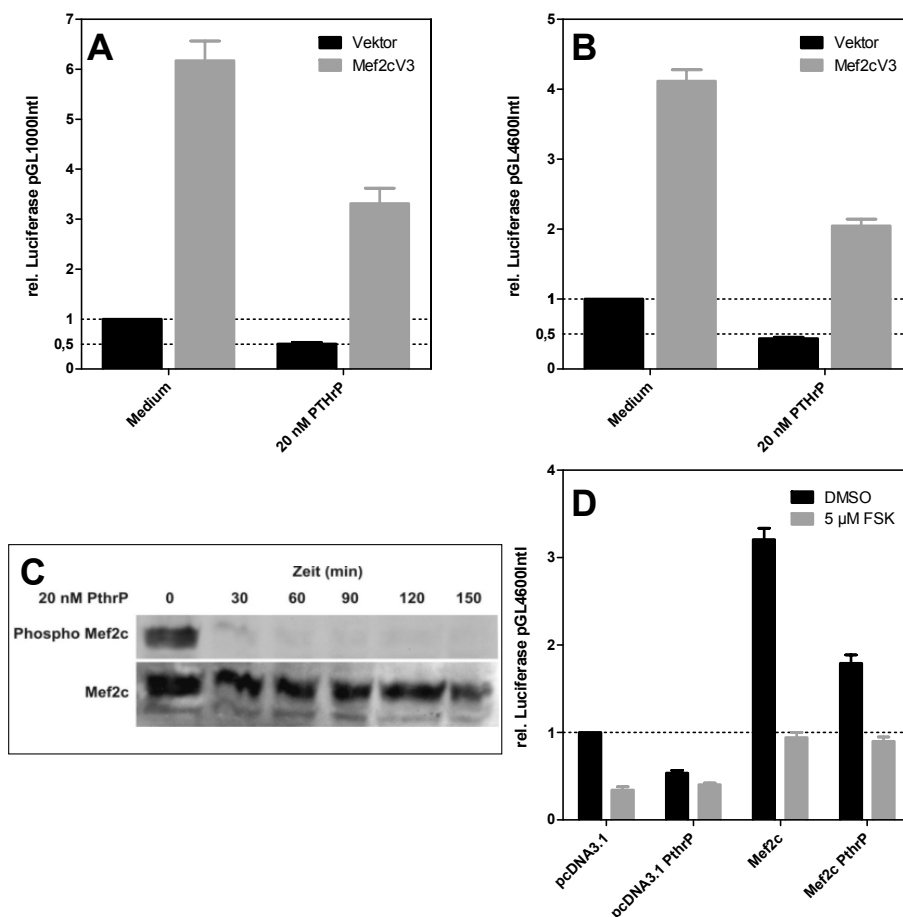 A
Vektor
Mef2cV3
rel. Luciferase pGL1000IntI
7
6
5
4
3
2
1
0,5
0
Medium
20 nM PTHrP
B
Vektor
Mef2cV3
rel. Luciferase pGL4600IntI
5
4
3
2
1
0,5
0
Medium
20 nM PTHrP
C
Zeit (min)
20 nM PthrP 0 30 60 90 120 150
Phospho Mef2c
Mef2c
D
DMSO
5 µM FSK
rel. Luciferase pGL4600IntI
4
3
2
1
0
pcDNA3.1
pcDNA3.1 PthrP
Mef2c
Mef2c PthrP